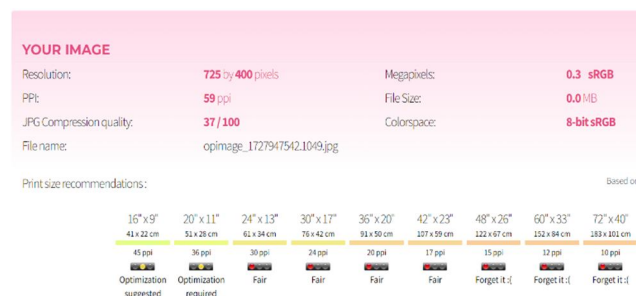 YOUR IMAGE
Resolution: 725 by 400 pixels Megapixels: 0.3 sRGB
PPI: 59 ppi File Size: 0.0 MB
JPG Compression quality: 37 / 100 Colorspace: 8-bit sRGB
File name: opimage_1727947542.1049.jpg
Print size recommendations : Based on
16" x 9" 20" x 11" 24" x 13" 30" x 17" 36" x 20" 42" x 23" 48" x 26" 60" x 33" 72" x 40"
41 x 22 cm 51 x 28 cm 61 x 34 cm 76 x 42 cm 91 x 50 cm 107 x 59 cm 122 x 67 cm 152 x 84 cm 183 x 101 cm
45 ppi 36 ppi 30 ppi 24 ppi 20 ppi 17 ppi 15 ppi 12 ppi 10 ppi
Optimization Optimization Fair Fair Fair Fair Forget it :( Forget it :( Forget it :(
suggested required